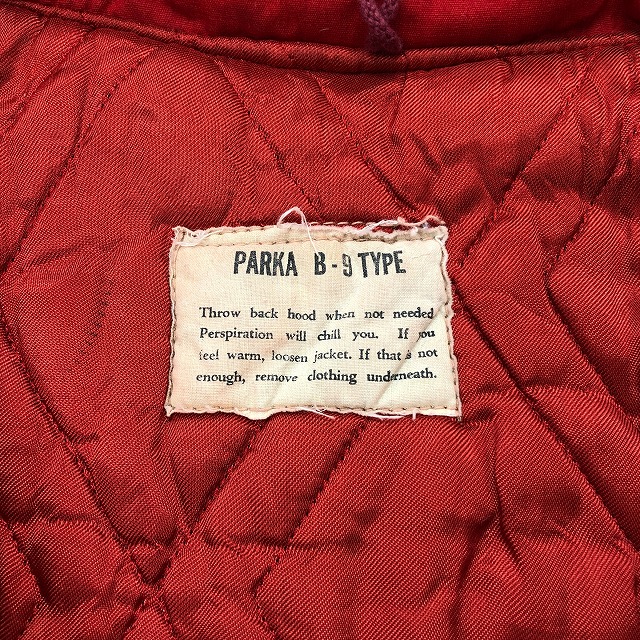 PARKA B-9 TYPE
Throw back hood when not needed
Perspiration will chill you. If you
feel warm, loosen jacket. If that is not
enough, remove clothing underneath.